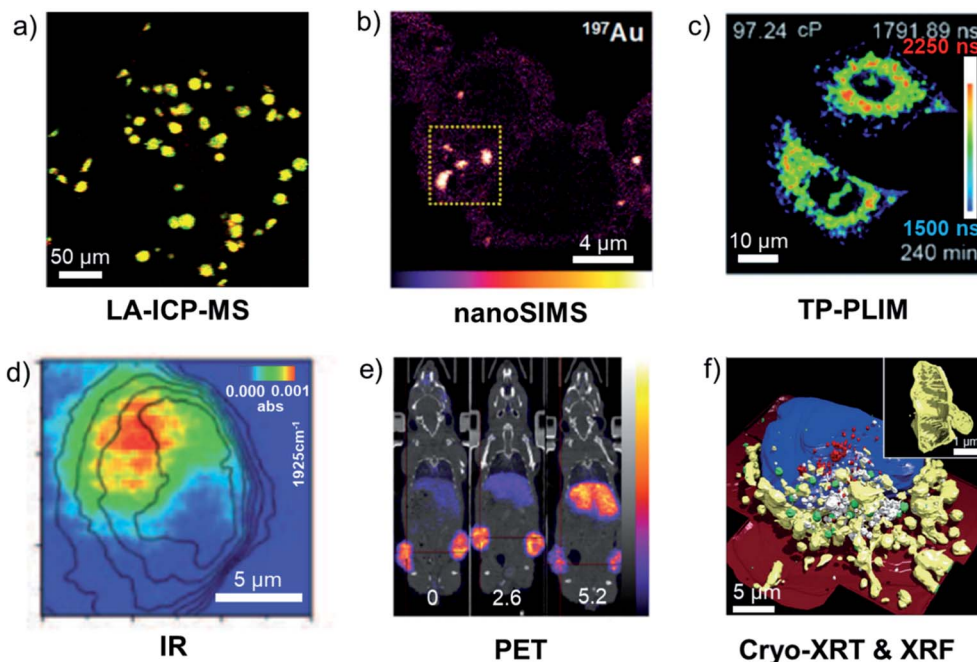 a)
50 µm
LA-ICP-MS
b)
¹⁹⁷Au
4 µm
nanoSIMS
c)
97.24 cP 1791.89 ns
2250 ns
1500 ns
240 min
10 µm
TP-PLIM
d)
0.000 0.001
abs
1925cm⁻¹
5 µm
IR
e)
0 2.6 5.2
PET
f)
1 µm
5 µm
Cryo-XRT & XRF